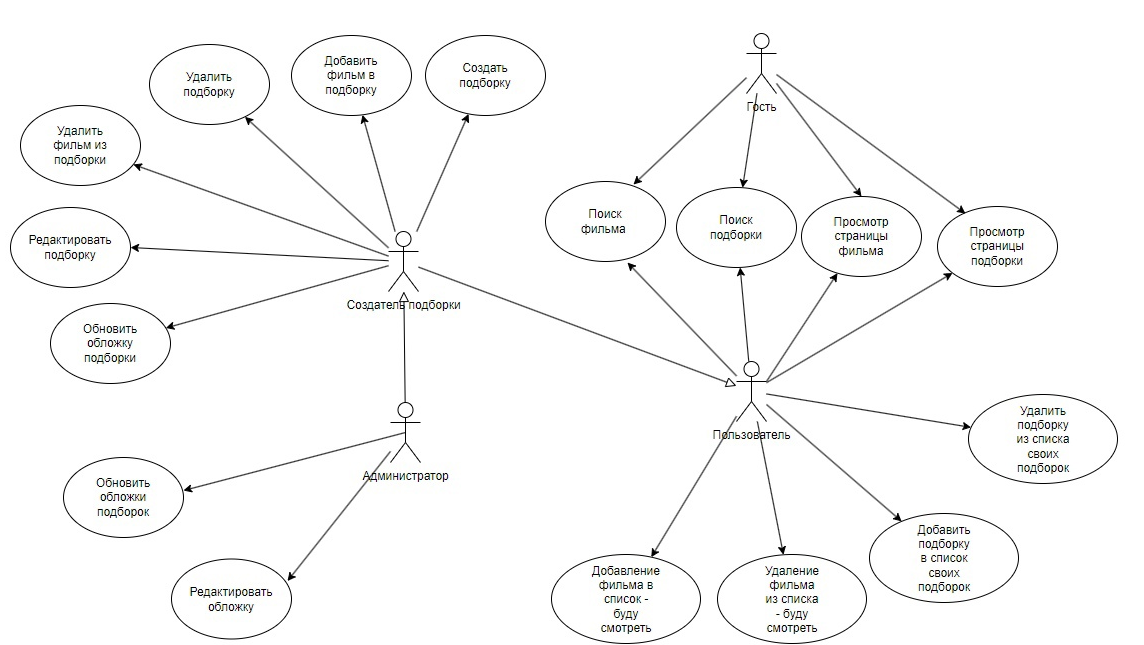 Удалить
подборку
Добавить
фильм в
подборку
Создать
подборку
Удалить
фильм из
подборки
Редактировать
подборку
Обновить
обложку
подборки
Создатель подборки
Администратор
Обновить
обложки
подборок
Редактировать
обложку
Гость
Поиск
фильма
Поиск
подборки
Просмотр
страницы
фильма
Просмотр
страницы
подборки
Пользователь
Удалить
подборку
из списка
своих
подборок
Добавить
подборку
в список
своих
подборок
Добавление
фильма в
список -
буду
смотреть
Удаление
фильма
из списка
- буду
смотреть